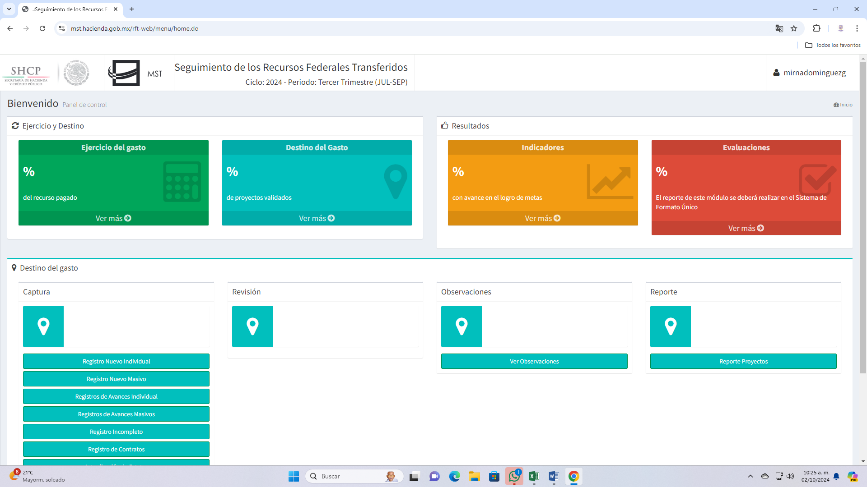 Seguimiento de los Recursos F
mst.hacienda.gob.mx/rft-web/menu/home.do
Todos los favoritos
SHCP
MST
Seguimiento de los Recursos Federales Transferidos
Ciclo: 2024 - Periodo: Tercer Trimestre (JUL-SEP)
mirnadominguezg
Bienvenido Panel de control
Inicio
Ejercicio y Destino
Ejercicio del gasto
%
del recurso pagado
Ver más
Destino del Gasto
%
de proyectos validados
Ver más
Resultados
Indicadores
%
con avance en el logro de metas
Ver más
Evaluaciones
%
El reporte de este módulo se deberá realizar en el Sistema de
Formato Único
Ver más
Destino del gasto
Captura
Registro Nuevo Individual
Registro Nuevo Masivo
Registros de Avances Individual
Registros de Avances Masivos
Registro Incompleto
Registro de Contratos
Revisión
Observaciones
Ver Observaciones
Reporte
Reporte Proyectos
21°C
Mayorm. soleado
Buscar
10:25 a. m.
02/10/2024